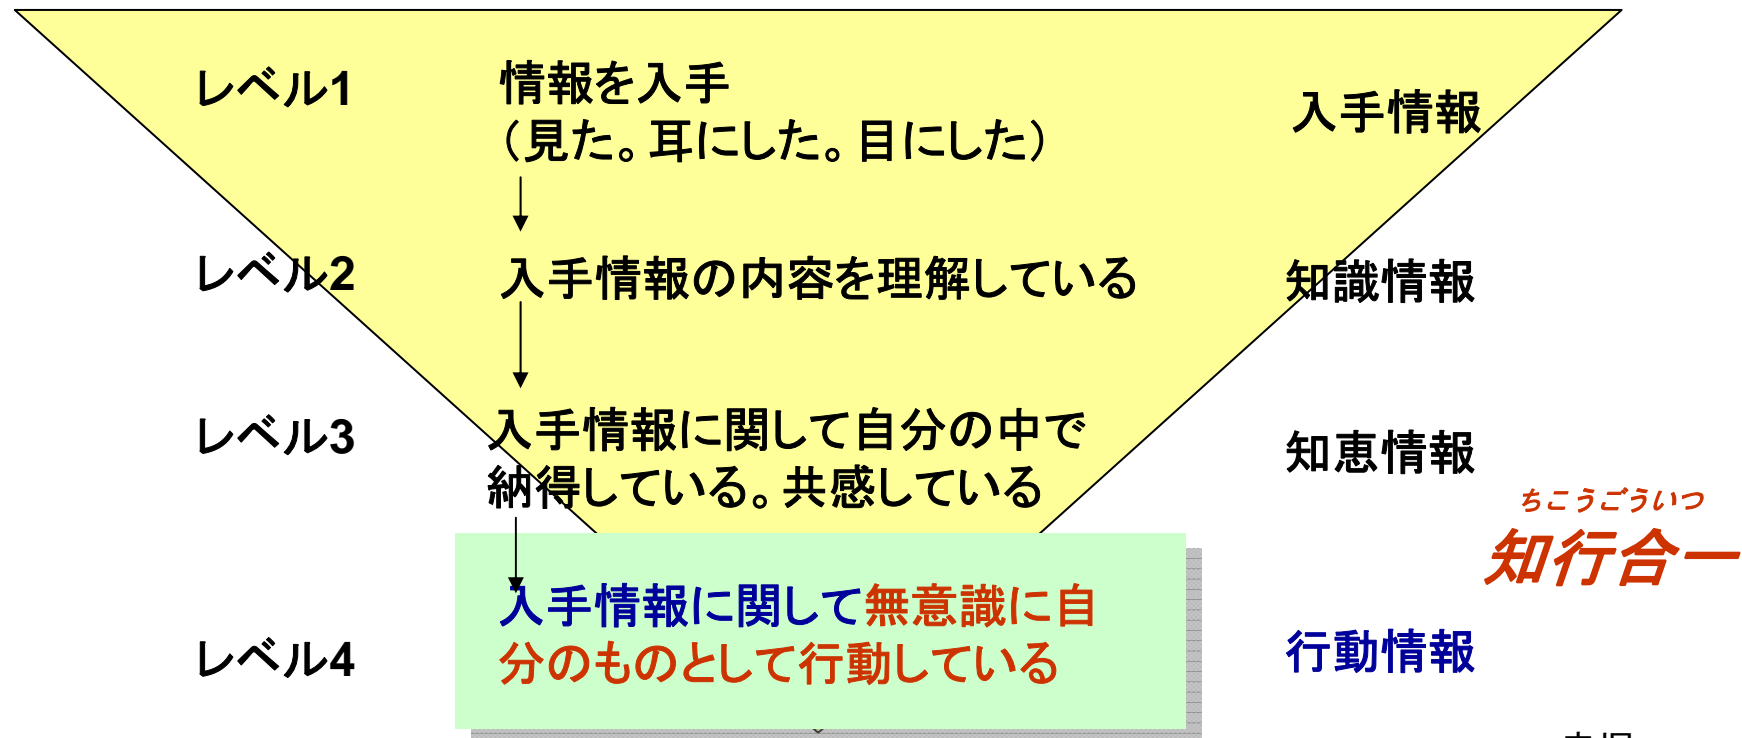 レベル1
情報を入手
(見た。耳にした。目にした)
入手情報
レベル2
入手情報の内容を理解している
知識情報
レベル3
入手情報に関して自分の中で
納得している。共感している
知恵情報
ちこうごういつ
知行合一
レベル4
入手情報に関して無意識に自
分のものとして行動している
行動情報